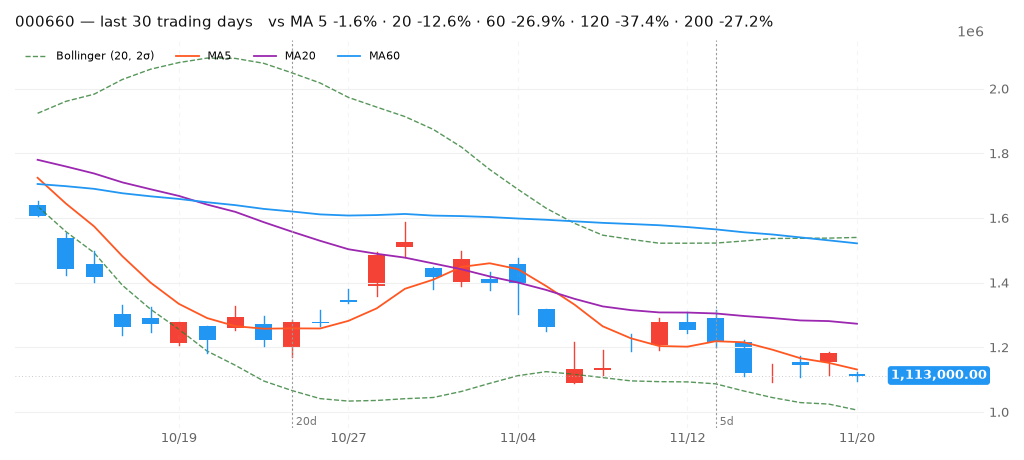 000660 — last 30 trading days vs MA 5 -1.6% · 20 -12.6% · 60 -26.9% · 120 -37.4% · 200 -27.2%
1e6
Bollinger (20, 2σ) MA5 MA20 MA60
2.0
1.8
1.6
1.4
1.2
1,113,000.00
1.0
20d 5d
10/19 10/27 11/04 11/12 11/20